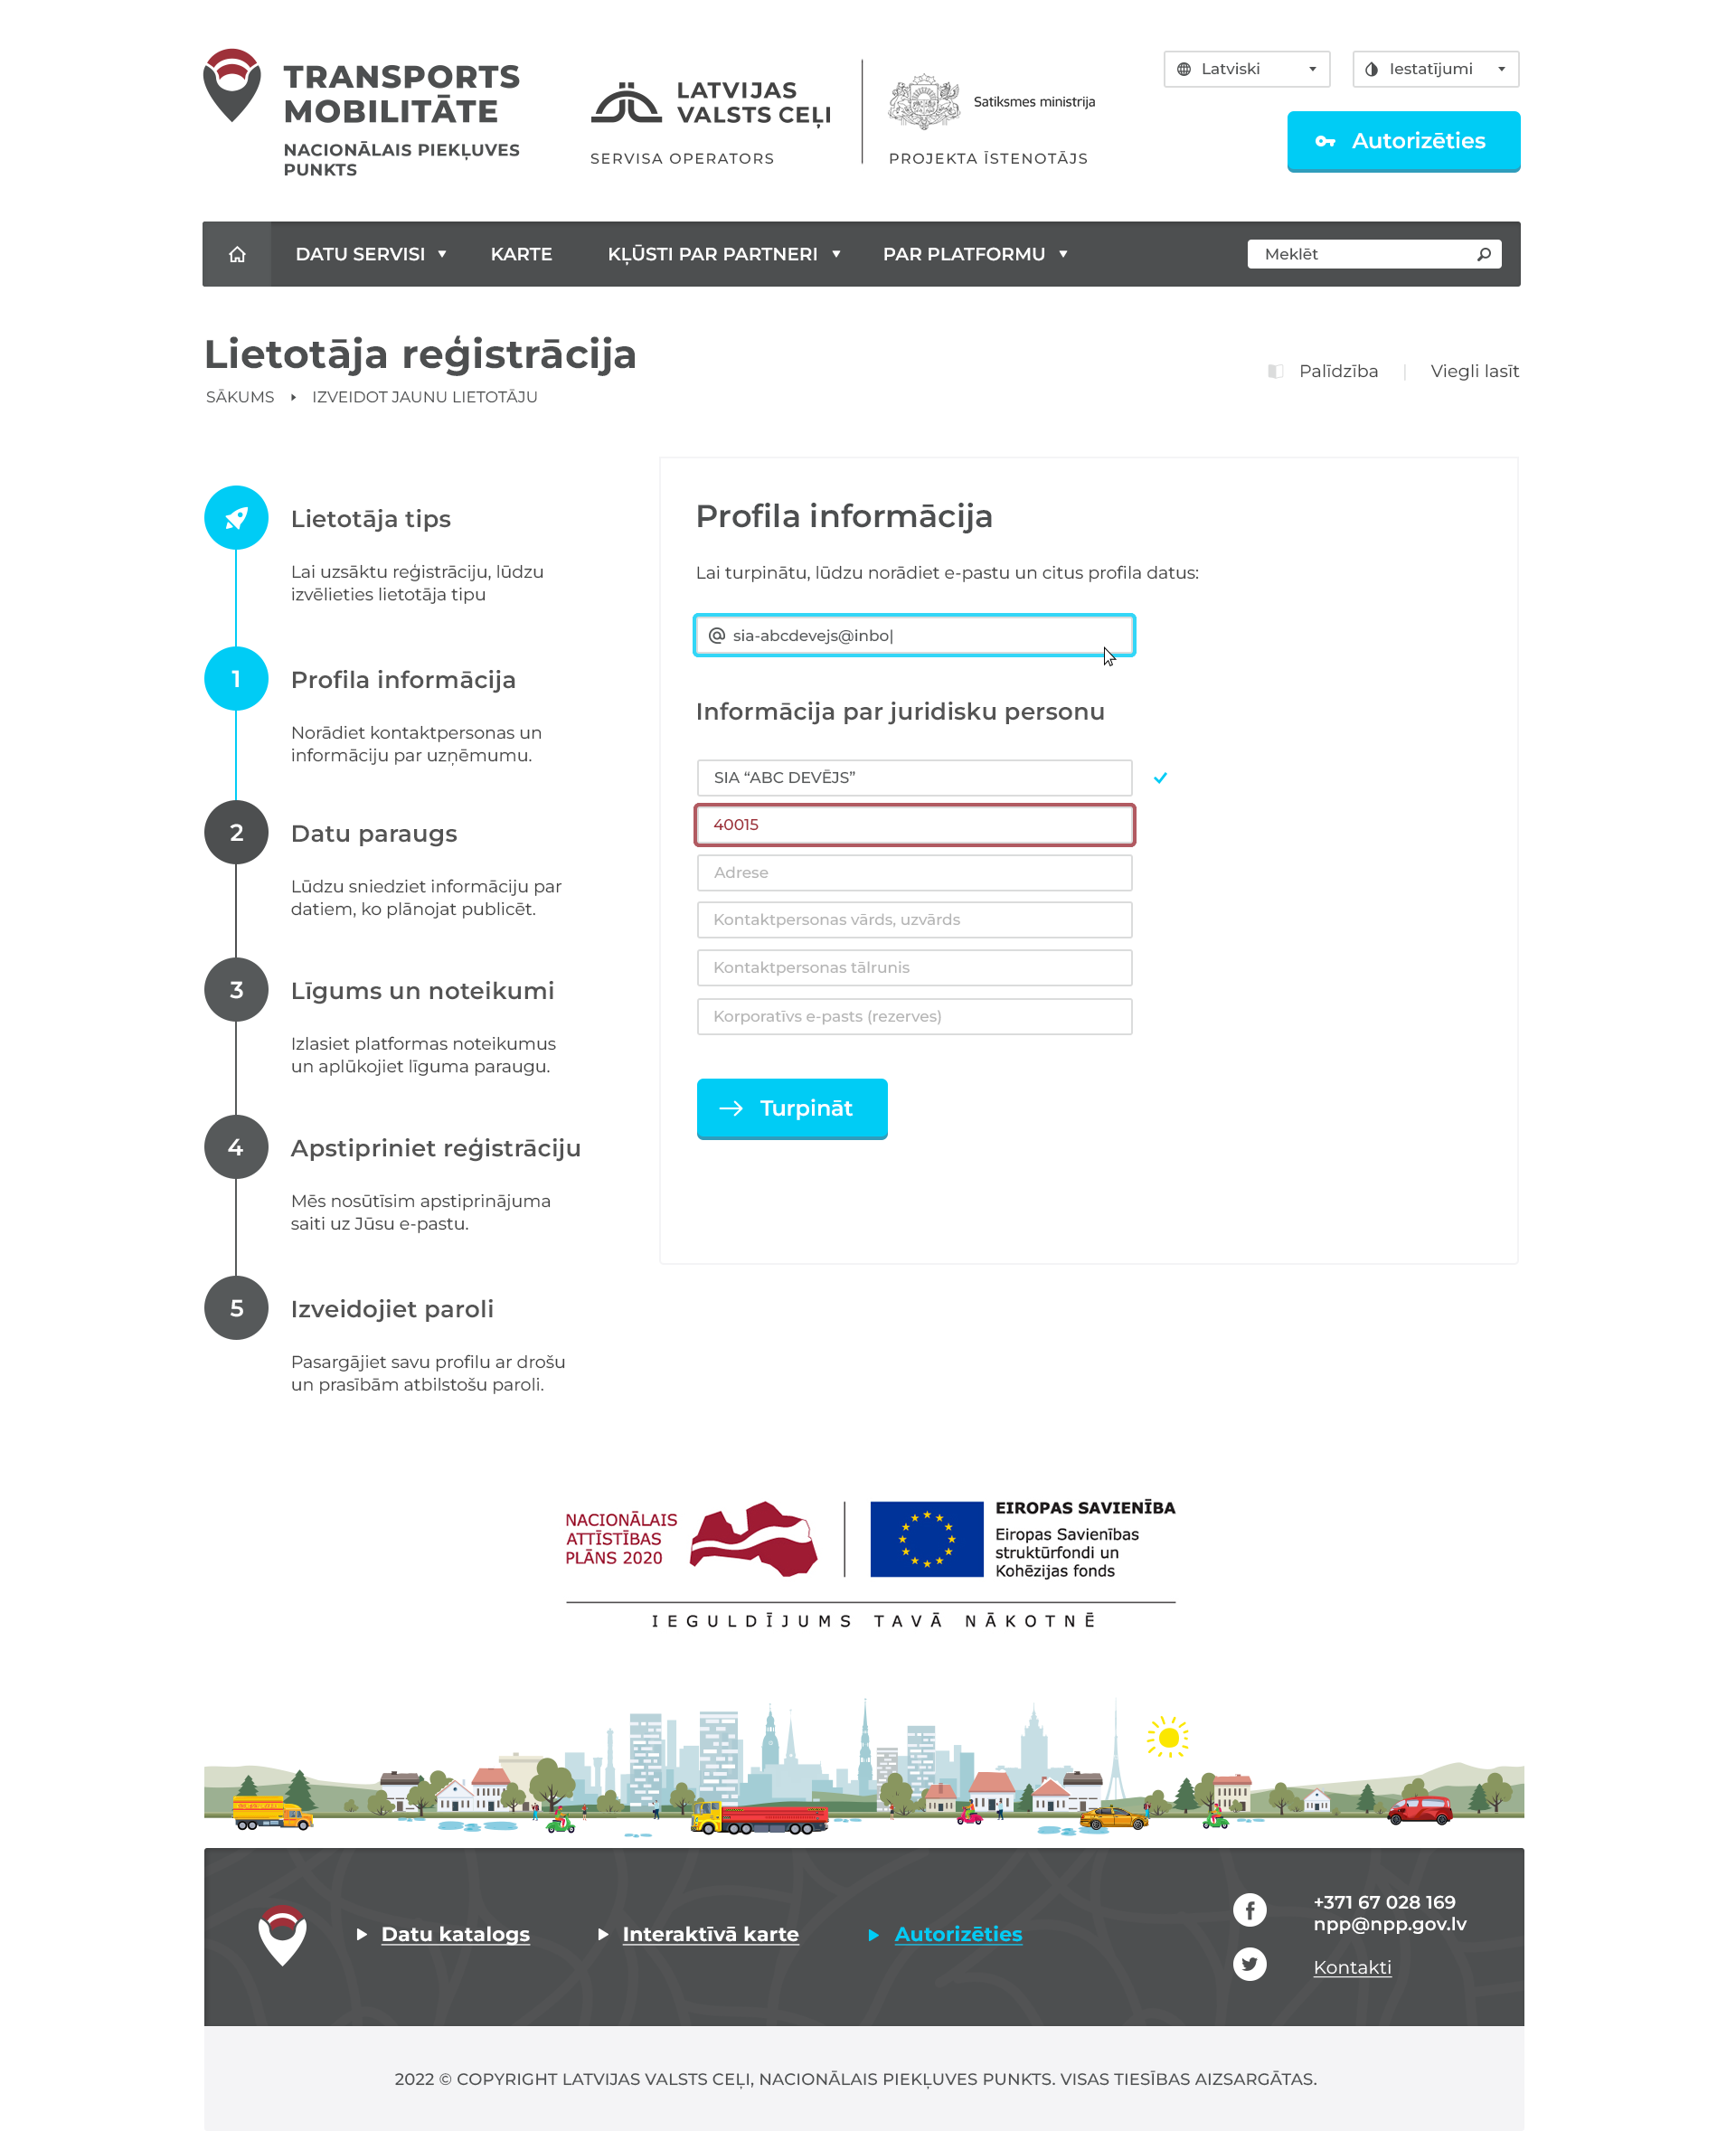 TRANSPORTS
MOBILITĀTE
NACIONĀLAIS PIEKĻUVES
PUNKTS
LATVIJAS
VALSTS CEĻI
SERVISA OPERATORS
Satiksmes ministrija
PROJEKTA ĪSTENOTĀJS
Latviski
Iestatījumi
Autorizēties
DATU SERVISI
KARTE
KĻŪSTI PAR PARTNERI
PAR PLATFORMU
Meklēt
Lietotāja reģistrācija
SĀKUMS
IZVEIDOT JAUNU LIETOTĀJU
Palīdzība
Viegli lasīt
Lietotāja tips
Lai uzsāktu reģistrāciju, lūdzu
izvēlieties lietotāja tipu
1
Profila informācija
Norādiet kontaktpersonas un
informāciju par uzņēmumu.
2
Datu paraugs
Lūdzu sniedziet informāciju par
datiem, ko plānojat publicēt.
3
Līgums un noteikumi
Izlasiet platformas noteikumus
un aplūkojiet līguma paraugu.
4
Apstipriniet reģistrāciju
Mēs nosūtīsim apstiprinājuma
saiti uz Jūsu e-pastu.
5
Izveidojiet paroli
Pasargājiet savu profilu ar drošu
un prasībām atbilstošu paroli.
Profila informācija
Lai turpinātu, lūdzu norādiet e-pastu un citus profila datus:
@ sia-abcdevejs@inbo|
Informācija par juridisku personu
SIA “ABC DEVĒJS”
40015
Adrese
Kontaktpersonas vārds, uzvārds
Kontaktpersonas tālrunis
Korporatīvs e-pasts (rezerves)
Turpināt
NACIONĀLAIS
ATTĪSTĪBAS
PLĀNS 2020
EIROPAS SAVIENĪBA
Eiropas Savienības
struktūrfondi un
Kohēzijas fonds
IEGULDĪJUMS TAVĀ NĀKOTNĒ
Datu katalogs
Interaktīvā karte
Autorizēties
+371 67 028 169
npp@npp.gov.lv
Kontakti
2022 © COPYRIGHT LATVIJAS VALSTS CEĻI, NACIONĀLAIS PIEKĻUVES PUNKTS. VISAS TIESĪBAS AIZSARGĀTAS.